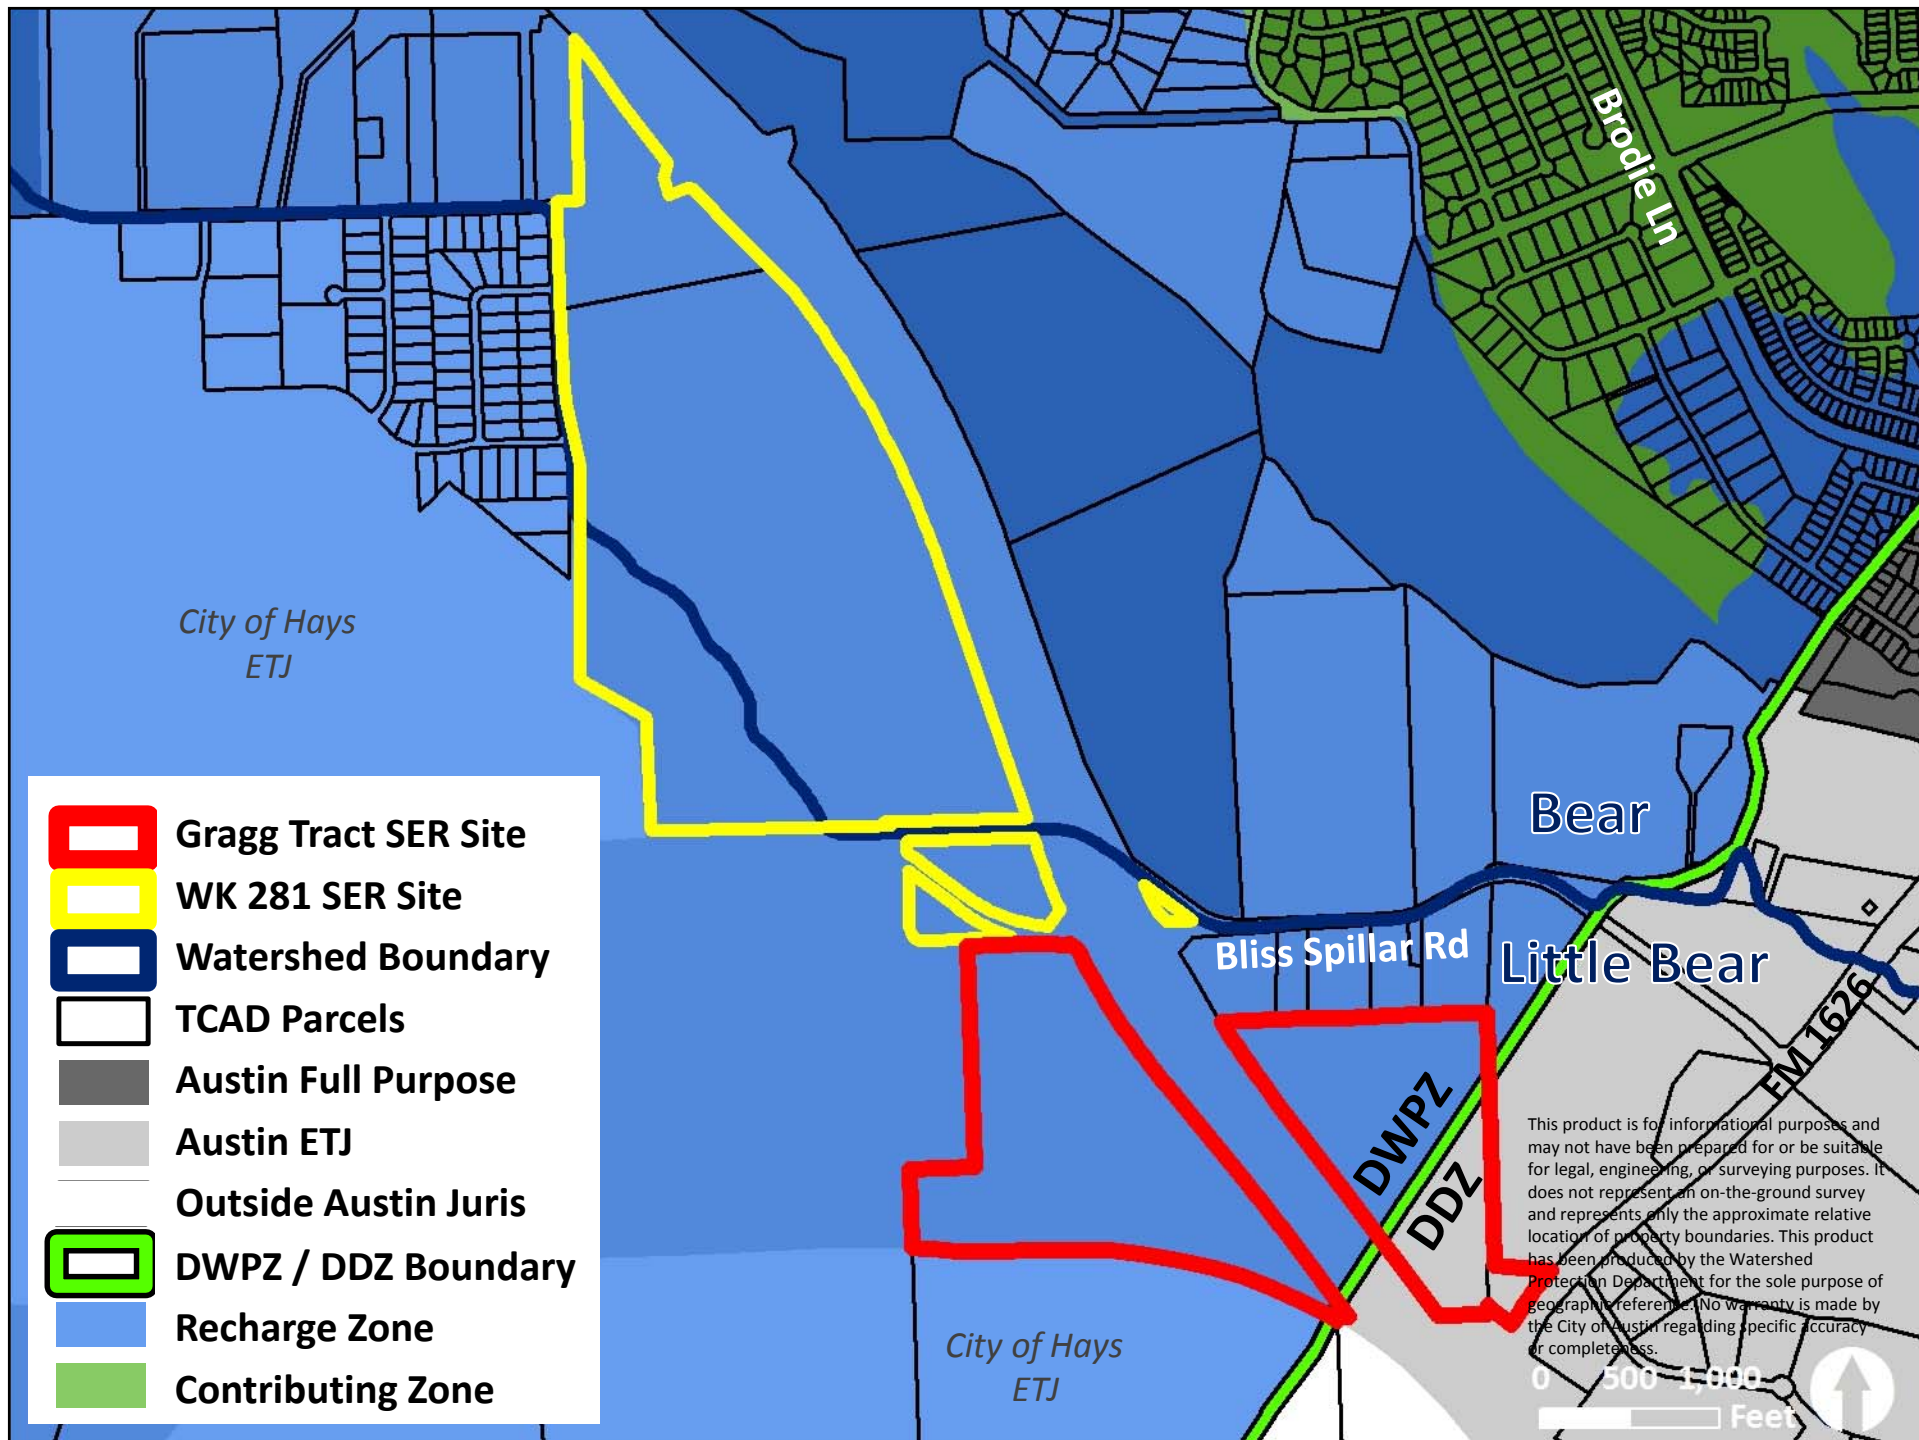 Brodie Ln
City of Hays
ETJ
Gragg Tract SER Site
WK 281 SER Site
Watershed Boundary
TCAD Parcels
Austin Full Purpose
Austin ETJ
Outside Austin Juris
DWPZ / DDZ Boundary
Recharge Zone
Contributing Zone
Bear
Bliss Spillar Rd
Little Bear
FM 1626
DWPZ
DDZ
This product is for informational purposes and
may not have been prepared for or be suitable
for legal, engineering, or surveying purposes. It
does not represent an on-the-ground survey
and represents only the approximate relative
location of property boundaries. This product
has been produced by the Watershed
Protection Department for the sole purpose of
geographic reference. No warranty is made by
the City of Austin regarding specific accuracy
or completeness.
City of Hays
ETJ
0 500 1,000
Feet